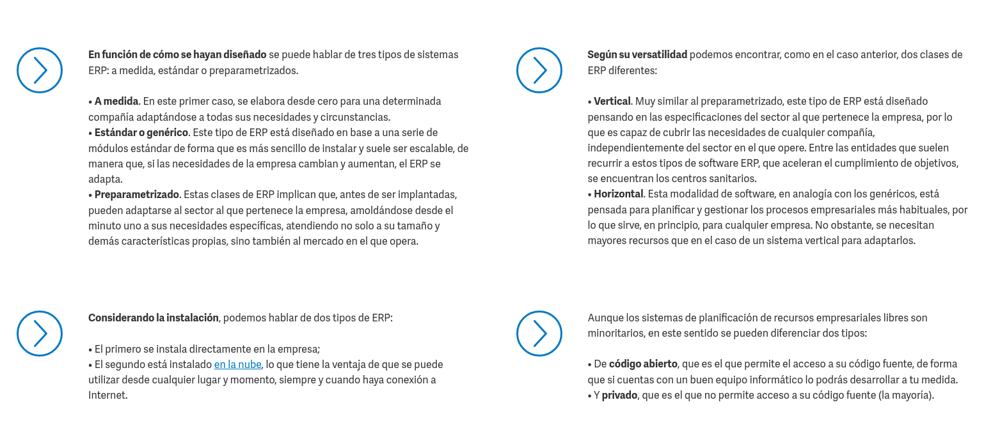 En función de cómo se hayan diseñado se puede hablar de tres tipos de sistemas
ERP: a medida, estándar o preparametrizados.
• A medida. En este primer caso, se elabora desde cero para una determinada
compañía adaptándose a todas sus necesidades y circunstancias.
• Estándar o genérico. Este tipo de ERP está diseñado en base a una serie de
módulos estándar de forma que es más sencillo de instalar y suele ser escalable, de
manera que, si las necesidades de la empresa cambian y aumentan, el ERP se
adapta.
• Preparametrizado. Estas clases de ERP implican que, antes de ser implantadas,
pueden adaptarse al sector al que pertenece la empresa, amoldándose desde el
minuto uno a sus necesidades específicas, atendiendo no solo a su tamaño y
demás características propias, sino también al mercado en el que opera.
Según su versatilidad podemos encontrar, como en el caso anterior, dos clases de
ERP diferentes:
• Vertical. Muy similar al preparametrizado, este tipo de ERP está diseñado
pensando en las especificaciones del sector al que pertenece la empresa, por lo
que es capaz de cubrir las necesidades de cualquier compañía,
independientemente del sector en el que opere. Entre las entidades que suelen
recurrir a estos tipos de software ERP, que aceleran el cumplimiento de objetivos,
se encuentran los centros sanitarios.
• Horizontal. Esta modalidad de software, en analogía con los genéricos, está
pensada para planificar y gestionar los procesos empresariales más habituales, por
lo que sirve, en principio, para cualquier empresa. No obstante, se necesitan
mayores recursos que en el caso de un sistema vertical para adaptarlos.
Considerando la instalación, podemos hablar de dos tipos de ERP:
• El primero se instala directamente en la empresa;
• El segundo está instalado en la nube, lo que tiene la ventaja de que se puede
utilizar desde cualquier lugar y momento, siempre y cuando haya conexión a
Internet.
Aunque los sistemas de planificación de recursos empresariales libres son
minoritarios, en este sentido se pueden diferenciar dos tipos:
• De código abierto, que es el que permite el acceso a su código fuente, de forma
que si cuentas con un buen equipo informático lo podrás desarrollar a tu medida.
• Y privado, que es el que no permite acceso a su código fuente (la mayoría).